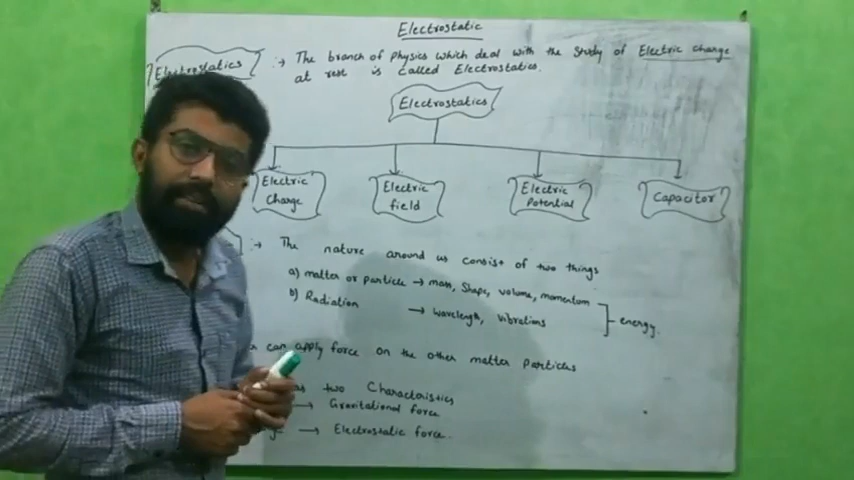 Electrostatic
Electrostatics :→ The branch of physics which deal with the study of Electric charge
at rest is called Electrostatics.
Electrostatics
Electric Charge
Electric field
Electric Potential
Capacitor
:→ The nature around us consist of two things
a) matter or particle → mass, Shape, volume, momentum
b) Radiation → wavelength, vibrations
energy.
can apply force on the other matter particles
two Characteristics
→ Gravitational force
→ Electrostatic force.